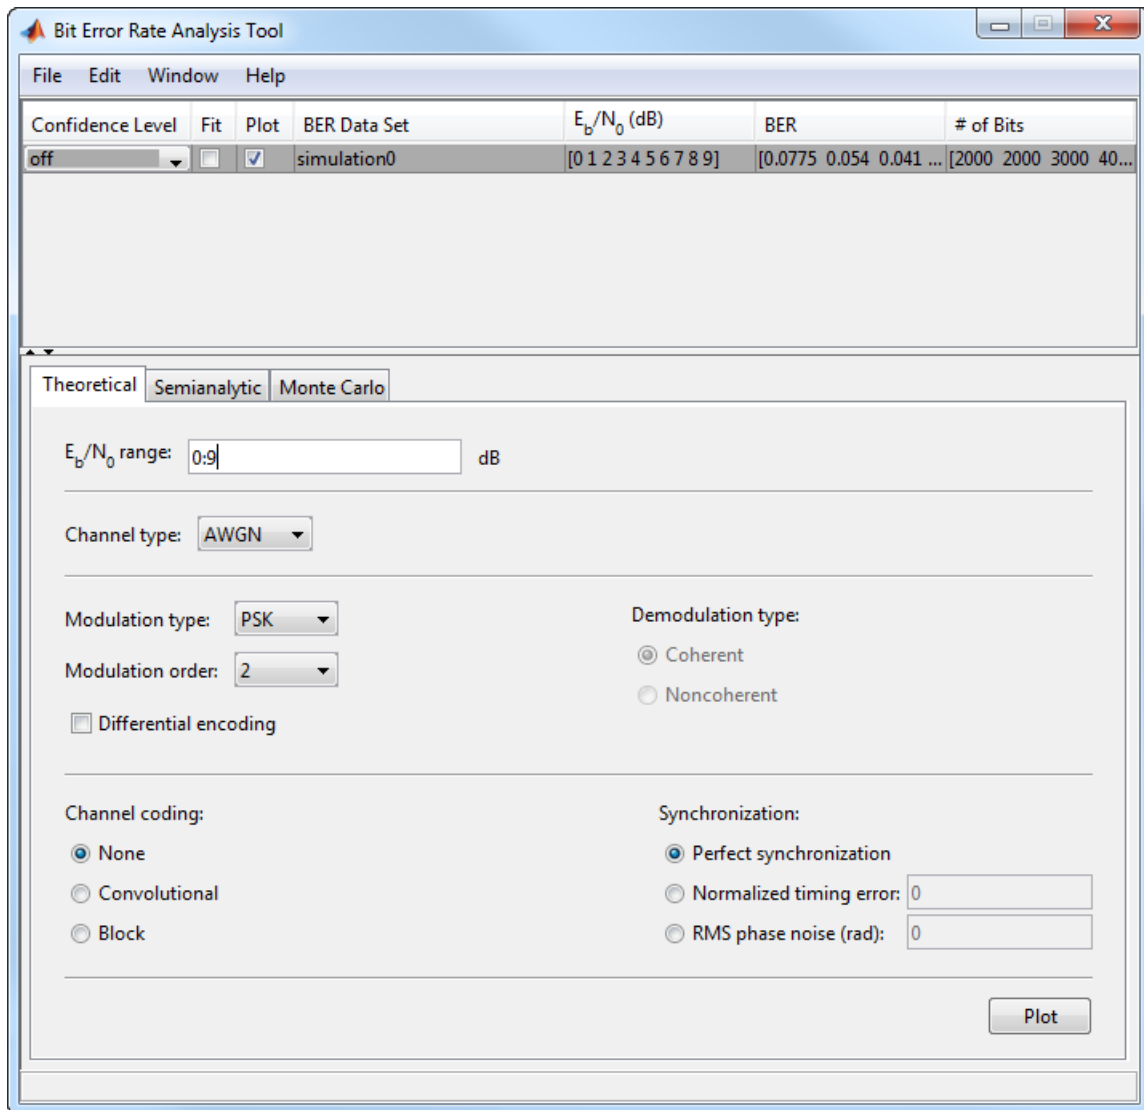 Bit Error Rate Analysis Tool
File Edit Window Help
Confidence Level Fit Plot BER Data Set E_b/N_0 (dB) BER # of Bits
off simulation0 [0 1 2 3 4 5 6 7 8 9] [0.0775 0.054 0.041 ... [2000 2000 3000 40...
Theoretical Semianalytic Monte Carlo
E_b/N_0 range: 0:9 dB
Channel type: AWGN
Modulation type: PSK Demodulation type:
Coherent
Modulation order: 2
Noncoherent
Differential encoding
Channel coding: Synchronization:
None Perfect synchronization
Convolutional Normalized timing error: 0
Block RMS phase noise (rad): 0
Plot